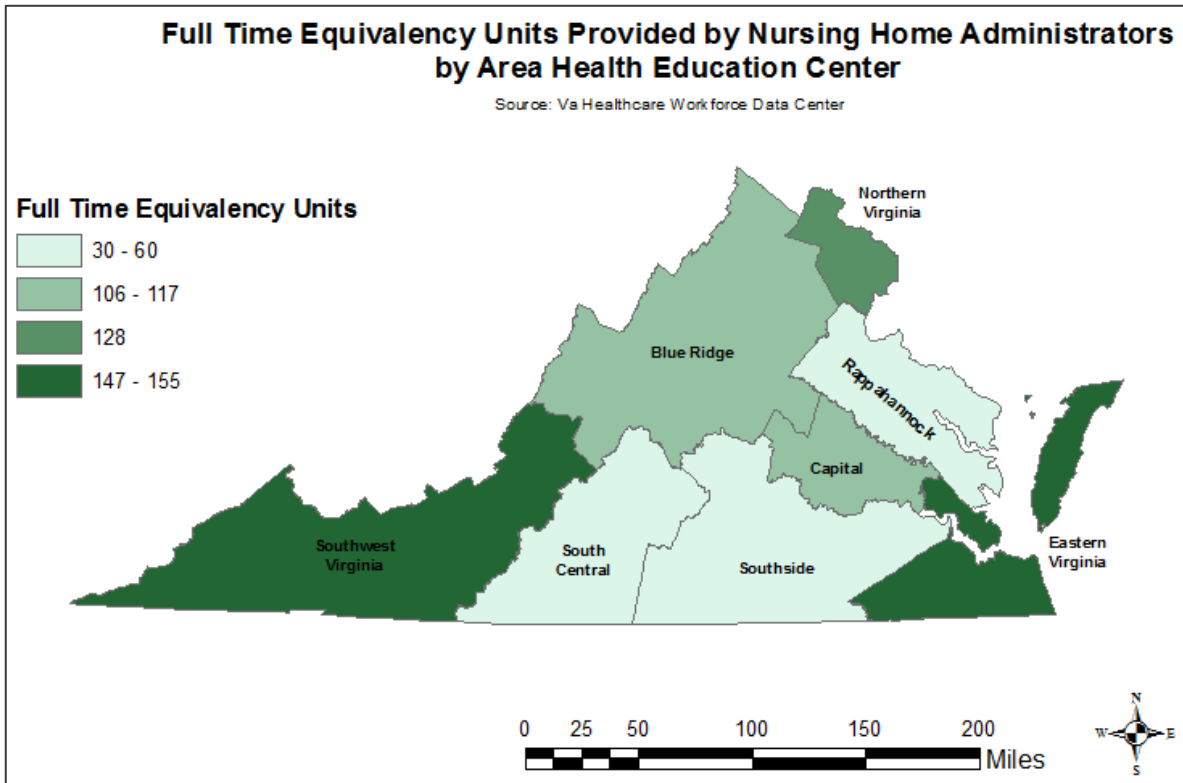 Full Time Equivalency Units Provided by Nursing Home Administrators
by Area Health Education Center
Source: Va Healthcare Workforce Data Center
Full Time Equivalency Units
30 - 60
106 - 117
128
147 - 155
Northern
Virginia
Blue Ridge
Rappahannock
Capital
Southwest
Virginia
South
Central
Southside
Eastern
Virginia
0 25 50 100 150 200
Miles
N
W E
S